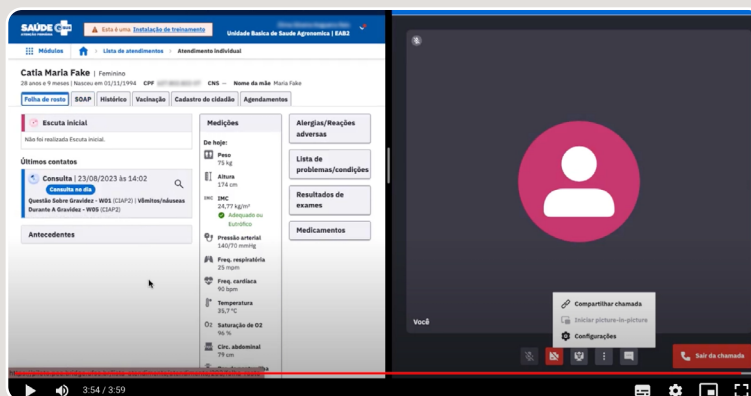 SAÚDE
ATENÇÃO PRIMÁRIA
Esta é uma Instalação de treinamento
Unidade Basica de Saude Agronomica | EAB2
Módulos
Lista de atendimentos
Atendimento individual
Catia Maria Fake | Feminino
28 anos e 9 meses | Nasceu em 01/11/1994 CPF CNS — Nome da mãe Maria Fake
Folha de rosto SOAP Histórico Vacinação Cadastro do cidadão Agendamentos
Escuta inicial
Não foi realizada Escuta inicial.
Últimos contatos
Consulta | 23/08/2023 às 14:02
Consulta no dia
Questão Sobre Gravidez - W01 (CIAP2) | Vômitos/náuseas
Durante A Gravidez - W05 (CIAP2)
Antecedentes
Medições
De hoje:
Peso
75 kg
Altura
174 cm
IMC IMC
24,77 kg/m²
Adequado ou
Eutrófico
Pressão arterial
140/70 mmHg
Freq. respiratória
25 mpm
Freq. cardíaca
90 bpm
Temperatura
35,7 °C
O2 Saturação de O2
96 %
Circ. abdominal
79 cm
Alergias/Reações
adversas
Lista de
problemas/condições
Resultados de
exames
Medicamentos
Você
Compartilhar chamada
Iniciar picture-in-picture
Configurações
Sair da chamada
3:54 / 3:59